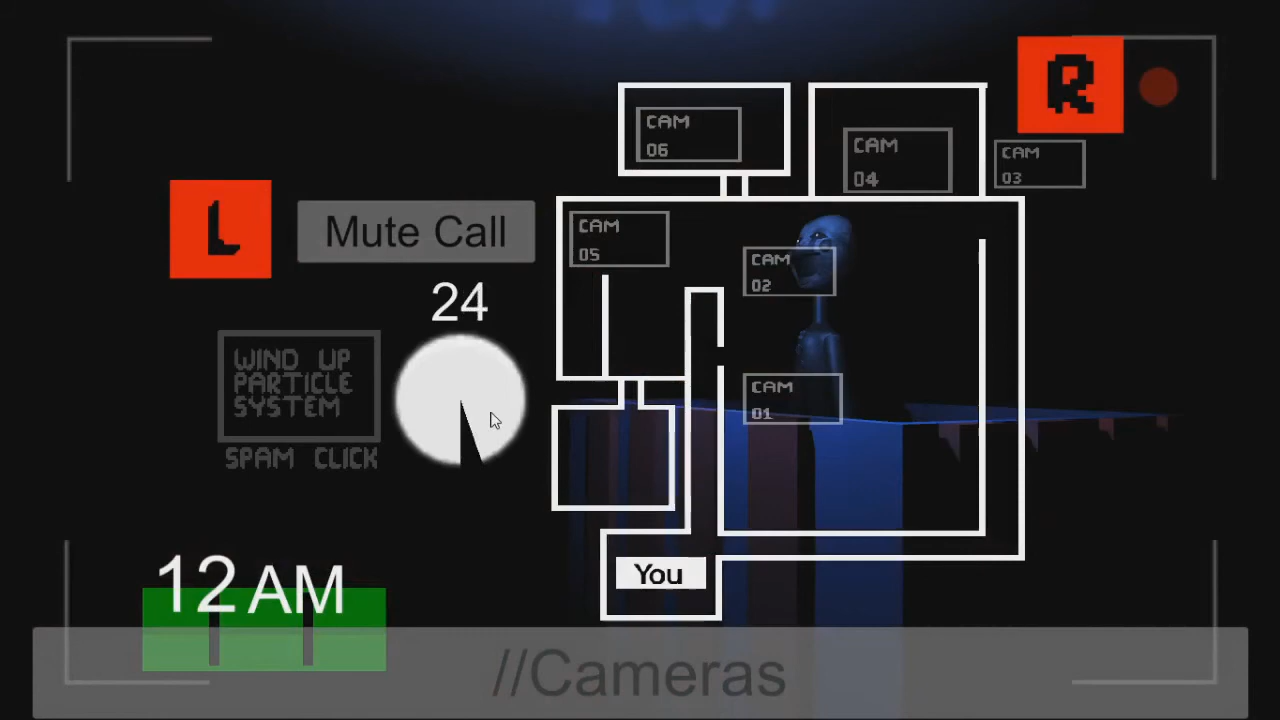 R
CAM
06
CAM
04
CAM
03
L
Mute Call
CAM
05
CAM
02
24
WIND UP
PARTICLE
SYSTEM
SPAM CLICK
CAM
01
You
12 AM
//Cameras